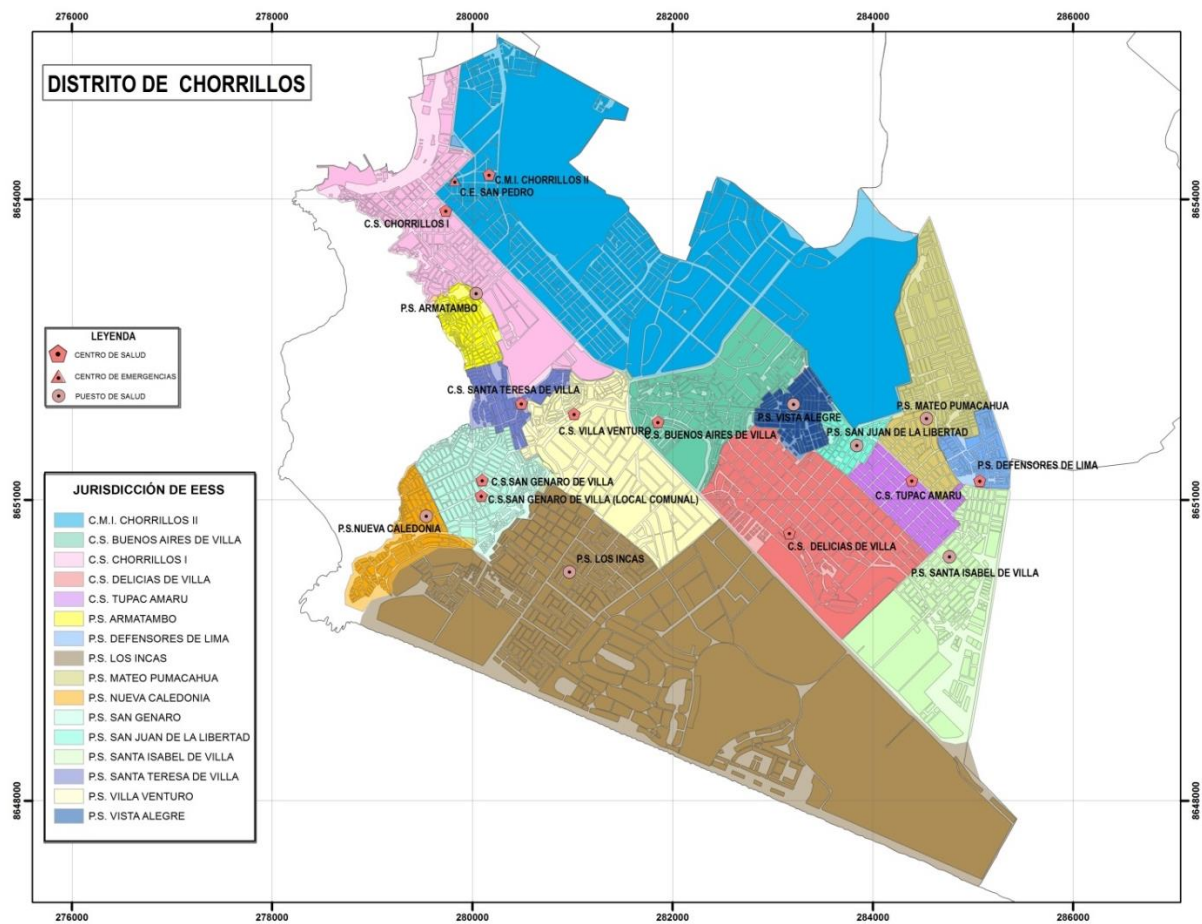 276000 278000 280000 282000 284000 286000
DISTRITO DE CHORRILLOS
8654000 8654000
C.M.I. CHORRILLOS II
C.E. SAN PEDRO
C.S. CHORRILLOS I
P.S. ARMATAMBO
LEYENDA
CENTRO DE SALUD
CENTRO DE EMERGENCIAS
PUESTO DE SALUD
C.S. SANTA TERESA DE VILLA
C.S. VILLA VENTURO
C.S. BUENOS AIRES DE VILLA
P.S. VISTA ALEGRE
P.S. MATEO PUMACAHUA
P.S. SAN JUAN DE LA LIBERTAD
P.S. DEFENSORES DE LIMA
C.S. TUPAC AMARU
C.S.SAN GENARO DE VILLA
C.S.SAN GENARO DE VILLA (LOCAL COMUNAL)
8651000 8651000
P.S.NUEVA CALEDONIA
C.S. DELICIAS DE VILLA
P.S. LOS INCAS
P.S. SANTA ISABEL DE VILLA
JURISDICCIÓN DE EESS
C.M.I. CHORRILLOS II
C.S. BUENOS AIRES DE VILLA
C.S. CHORRILLOS I
C.S. DELICIAS DE VILLA
C.S. TUPAC AMARU
P.S. ARMATAMBO
P.S. DEFENSORES DE LIMA
P.S. LOS INCAS
P.S. MATEO PUMACAHUA
P.S. NUEVA CALEDONIA
P.S. SAN GENARO
P.S. SAN JUAN DE LA LIBERTAD
P.S. SANTA ISABEL DE VILLA
P.S. SANTA TERESA DE VILLA
P.S. VILLA VENTURO
P.S. VISTA ALEGRE
8648000 8648000
276000 278000 280000 282000 284000 286000